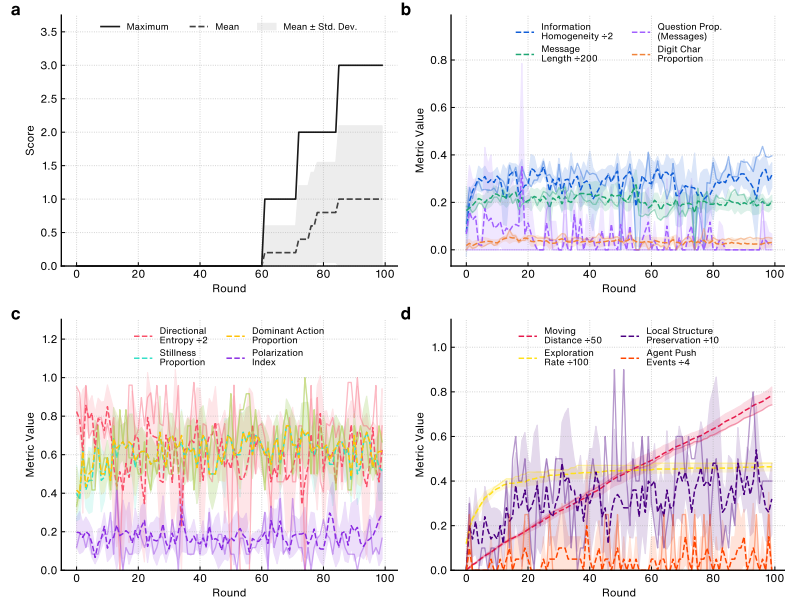 a
Maximum
Mean
Mean ± Std. Dev.
3.5
3.0
2.5
2.0
1.5
1.0
0.5
0.0
Score
0
20
40
60
80
100
Round
b
Information
Homogeneity ÷2
Message
Length ÷200
Question Prop.
(Messages)
Digit Char
Proportion
0.8
0.6
0.4
0.2
0.0
Metric Value
0
20
40
60
80
100
Round
c
Directional
Entropy ÷2
Stillness
Proportion
Dominant Action
Proportion
Polarization
Index
1.2
1.0
0.8
0.6
0.4
0.2
0.0
Metric Value
0
20
40
60
80
100
Round
d
Moving
Distance ÷50
Exploration
Rate ÷100
Local Structure
Preservation ÷10
Agent Push
Events ÷4
1.0
0.8
0.6
0.4
0.2
0.0
Metric Value
0
20
40
60
80
100
Round